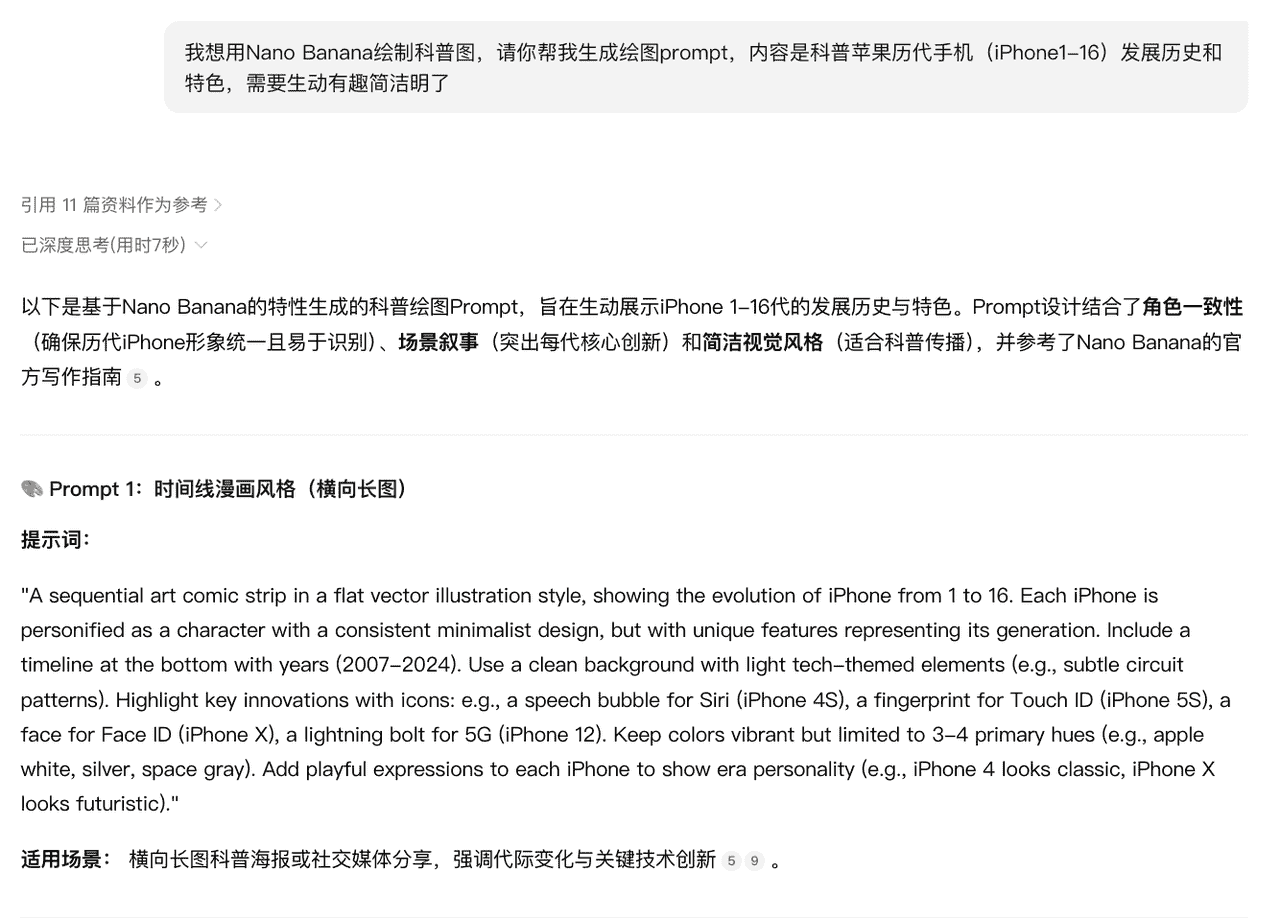 我想用Nano Banana绘制科普图，请你帮我生成绘图prompt，内容是科普苹果历代手机（iPhone1–16）发展历史和
特色，需要生动有趣简洁明了
引用 11 篇资料作为参考
已深度思考(用时7秒)
以下是基于Nano Banana的特性生成的科普绘图Prompt，旨在生动展示iPhone 1–16代的发展历史与特色。Prompt设计结合了角色一致性
（确保历代iPhone形象统一且易于识别）、场景叙事（突出每代核心创新）和简洁视觉风格（适合科普传播），并参考了Nano Banana的官
方写作指南 5 。
Prompt 1：时间线漫画风格（横向长图）
提示词：
"A sequential art comic strip in a flat vector illustration style, showing the evolution of iPhone from 1 to 16. Each iPhone is
personified as a character with a consistent minimalist design, but with unique features representing its generation. Include a
timeline at the bottom with years (2007–2024). Use a clean background with light tech–themed elements (e.g., subtle circuit
patterns). Highlight key innovations with icons: e.g., a speech bubble for Siri (iPhone 4S), a fingerprint for Touch ID (iPhone 5S), a
face for Face ID (iPhone X), a lightning bolt for 5G (iPhone 12). Keep colors vibrant but limited to 3–4 primary hues (e.g., apple
white, silver, space gray). Add playful expressions to each iPhone to show era personality (e.g., iPhone 4 looks classic, iPhone X
looks futuristic)."
适用场景： 横向长图科普海报或社交媒体分享，强调代际变化与关键技术创新 5 9 。